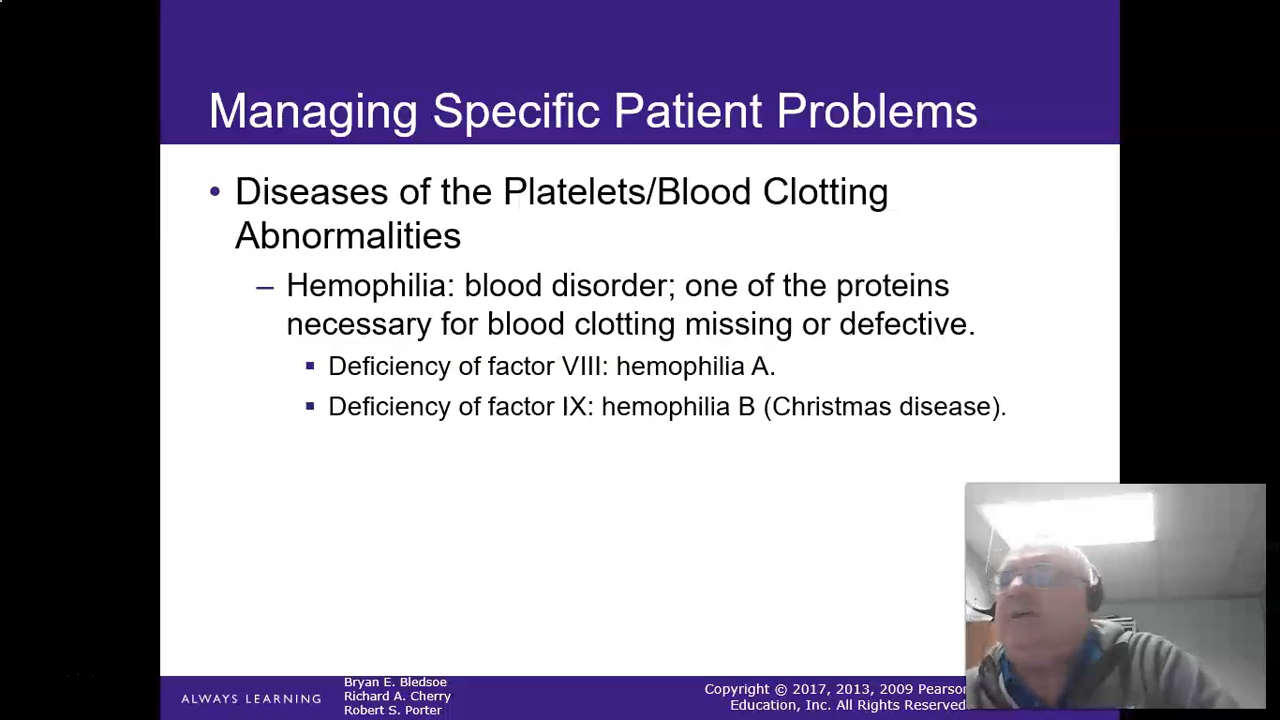 Managing Specific Patient Problems
• Diseases of the Platelets/Blood Clotting
Abnormalities
– Hemophilia: blood disorder; one of the proteins
necessary for blood clotting missing or defective.
▪ Deficiency of factor VIII: hemophilia A.
▪ Deficiency of factor IX: hemophilia B (Christmas disease).
ALWAYS LEARNING
Bryan E. Bledsoe
Richard A. Cherry
Robert S. Porter
Copyright © 2017, 2013, 2009 Pearson
Education, Inc. All Rights Reserved.